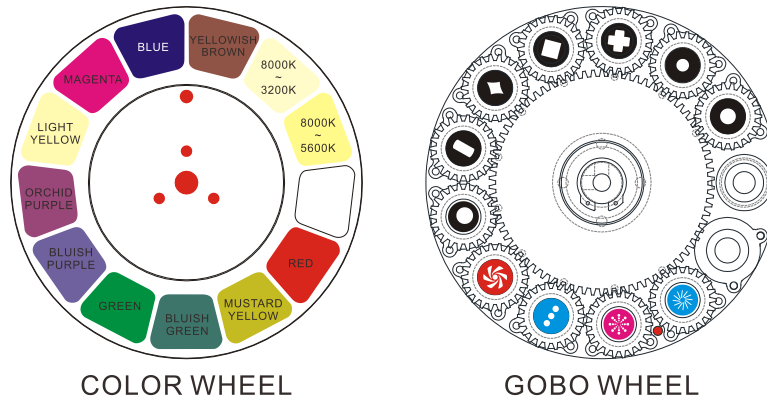 BLUE
YELLOWISH
BROWN
8000K
~
3200K
8000K
~
5600K
RED
MUSTARD
YELLOW
BLUISH
GREEN
GREEN
BLUISH
PURPLE
ORCHID
PURPLE
LIGHT
YELLOW
MAGENTA
COLOR WHEEL
GOBO WHEEL